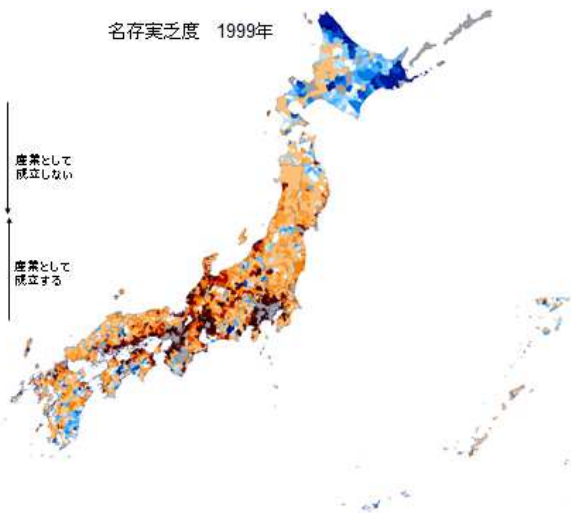 名存実乏度 1999年
産業として
成立しない
産業として
成立する